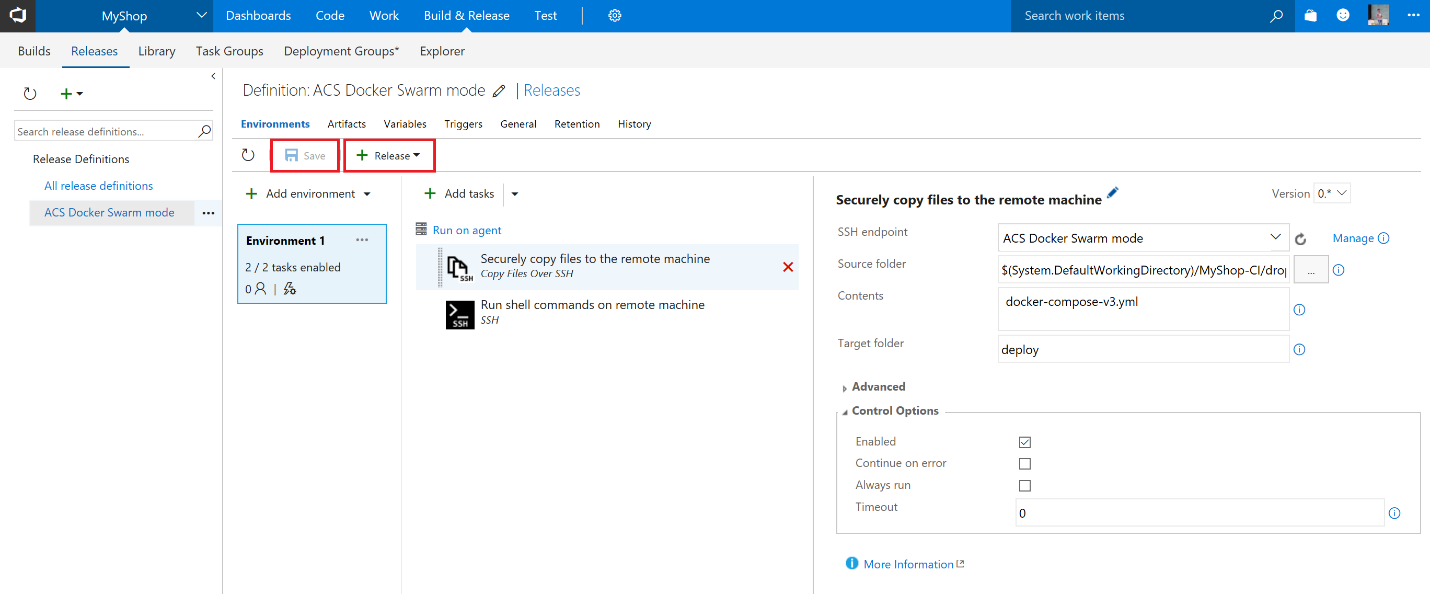 MyShop Dashboards Code Work Build & Release Test Search work items
Builds Releases Library Task Groups Deployment Groups* Explorer
Definition: ACS Docker Swarm mode | Releases
Environments Artifacts Variables Triggers General Retention History
Search release definitions...
Save Release
Release Definitions
All release definitions
ACS Docker Swarm mode
Add environment
Environment 1
2 / 2 tasks enabled
0
Add tasks
Run on agent
Securely copy files to the remote machine
Copy Files Over SSH
SSH
Run shell commands on remote machine
SSH
SSH
Securely copy files to the remote machine
Version 0.*
SSH endpoint ACS Docker Swarm mode Manage
Source folder $(System.DefaultWorkingDirectory)/MyShop-CI/drop ...
Contents docker-compose-v3.yml
Target folder deploy
Advanced
Control Options
Enabled
Continue on error
Always run
Timeout 0
More Information